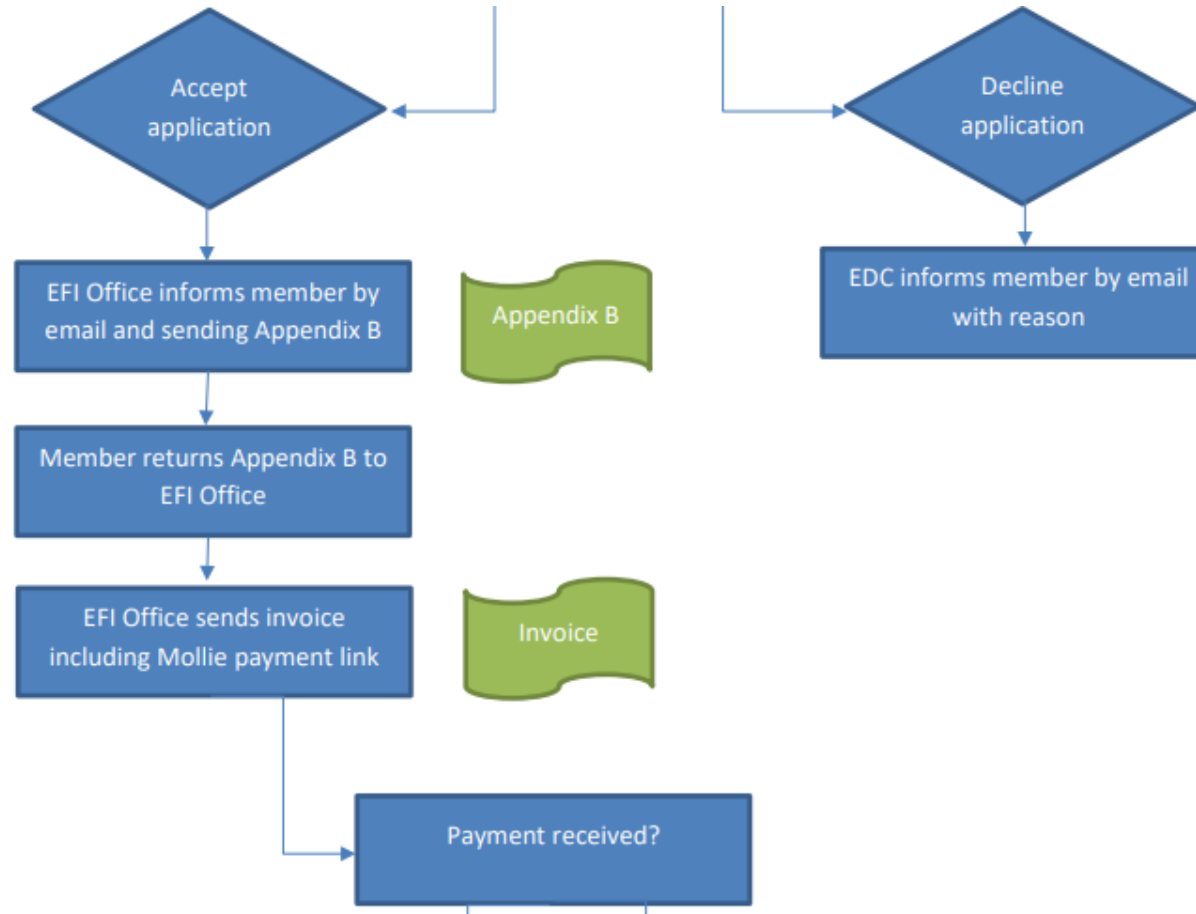 Accept
application
Decline
application
EFI Office informs member by
email and sending Appendix B
Appendix B
EDC informs member by email
with reason
Member returns Appendix B to
EFI Office
EFI Office sends invoice
including Mollie payment link
Invoice
Payment received?